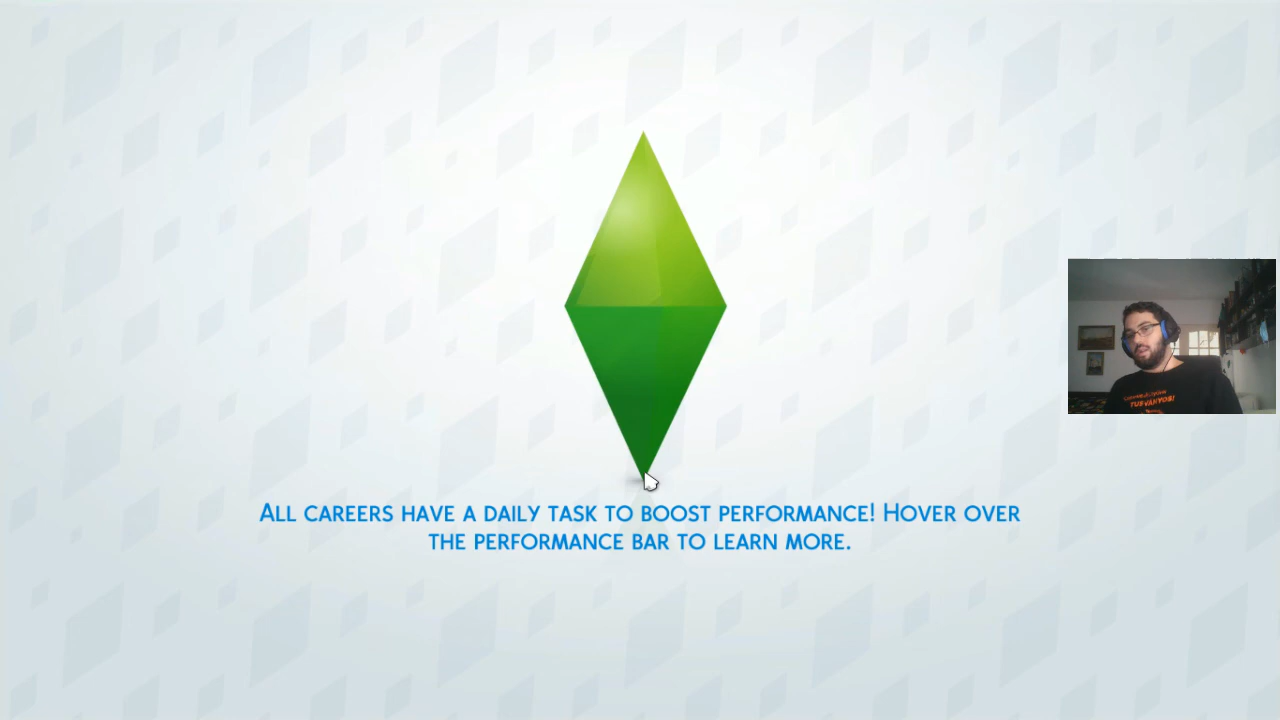 ALL CAREERS HAVE A DAILY TASK TO BOOST PERFORMANCE! HOVER OVER
THE PERFORMANCE BAR TO LEARN MORE.